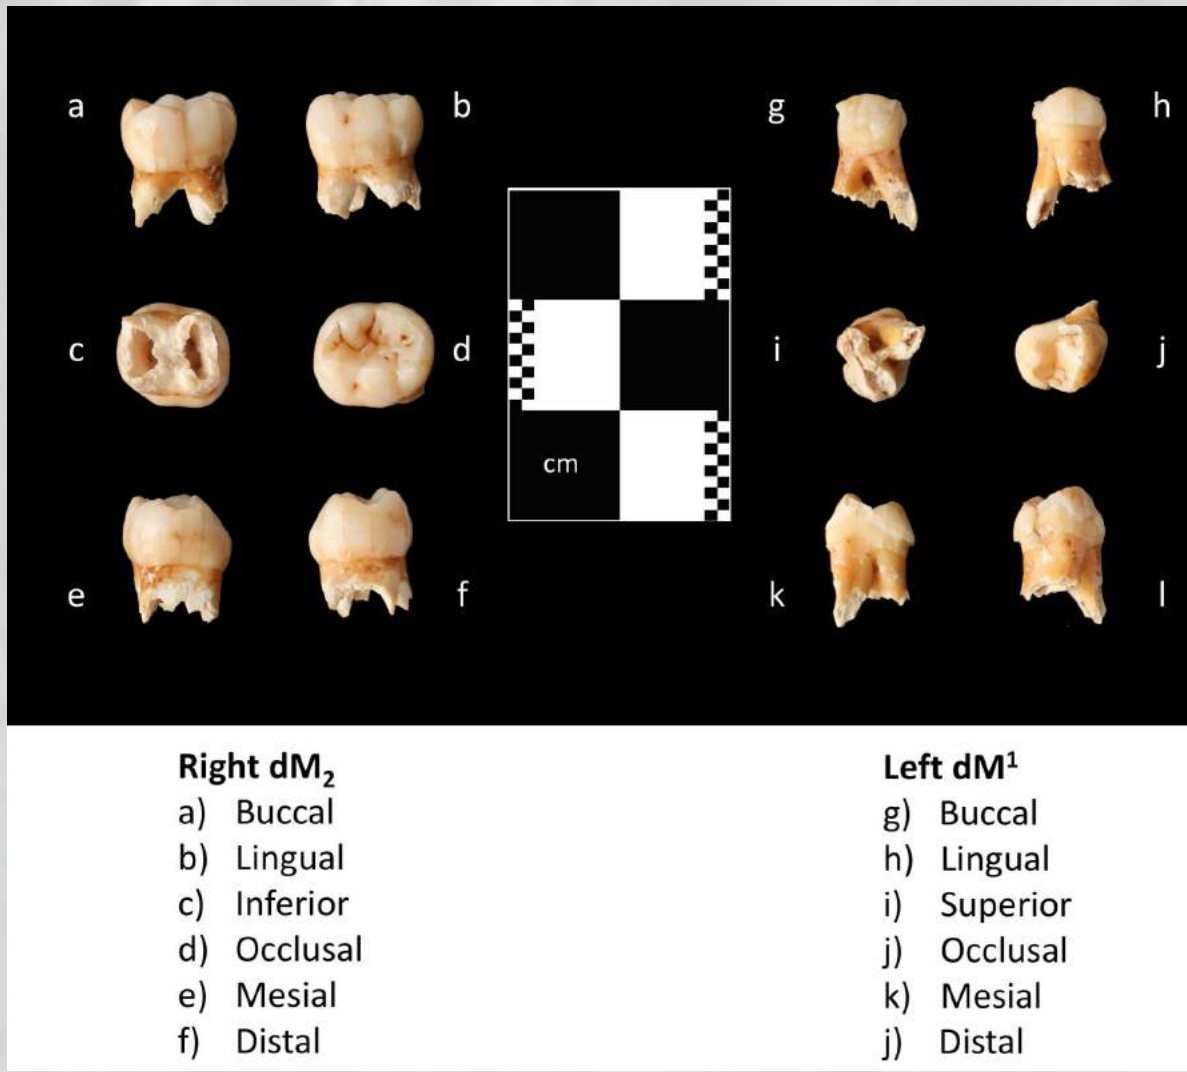 a
b
g
h
c
d
cm
i
j
e
f
k
l
Right dM₂
a) Buccal
b) Lingual
c) Inferior
d) Occlusal
e) Mesial
f) Distal
Left dM¹
g) Buccal
h) Lingual
i) Superior
j) Occlusal
k) Mesial
j) Distal